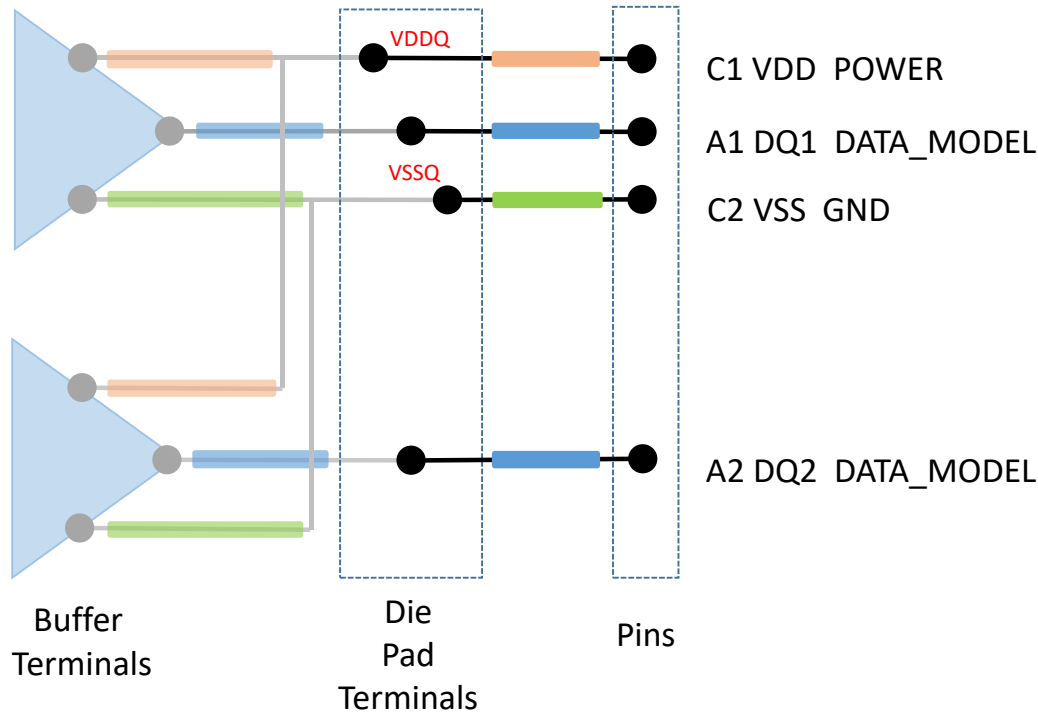 VDDQ
C1 VDD POWER
A1 DQ1 DATA_MODEL
VSSQ
C2 VSS GND
A2 DQ2 DATA_MODEL
Buffer
Terminals
Die
Pad
Terminals
Pins